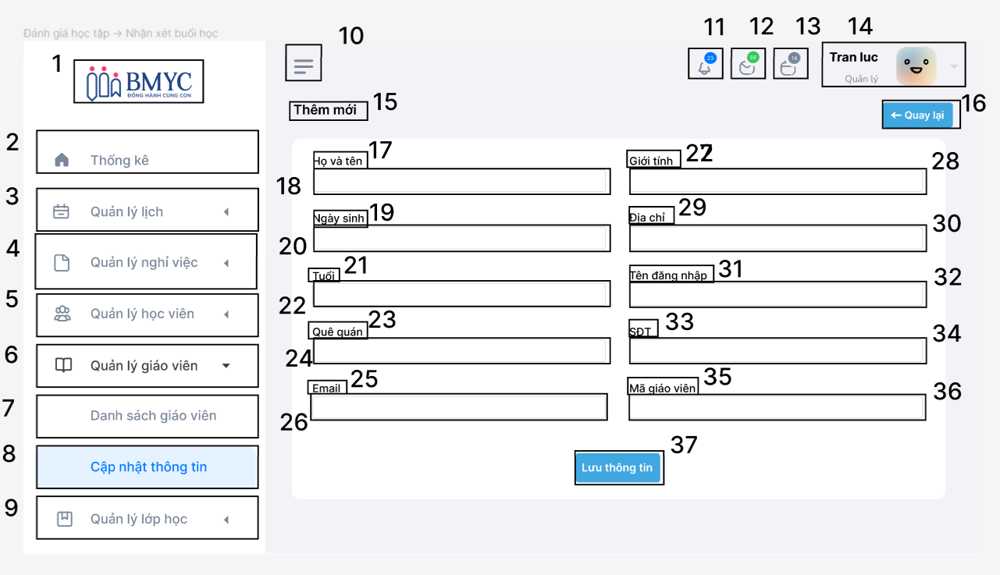 Đánh giá học tập → Nhận xét buổi học
1
BMYC
ĐỒNG HÀNH CÙNG CON
2
Thống kê
3
Quản lý lịch
4
Quản lý nghỉ việc
5
Quản lý học viên
6
Quản lý giáo viên
7
Danh sách giáo viên
8
Cập nhật thông tin
9
Quản lý lớp học
10
11
23
12
68
13
14
14
Tran luc
Quản lý
Thêm mới 15
16
← Quay lại
Họ và tên 17
18
Ngày sinh 19
20
Tuổi 21
22
Quê quán 23
24
Email 25
26
Giới tính 27
28
Địa chỉ 29
30
Tên đăng nhập 31
32
SĐT 33
34
Mã giáo viên 35
36
Lưu thông tin 37